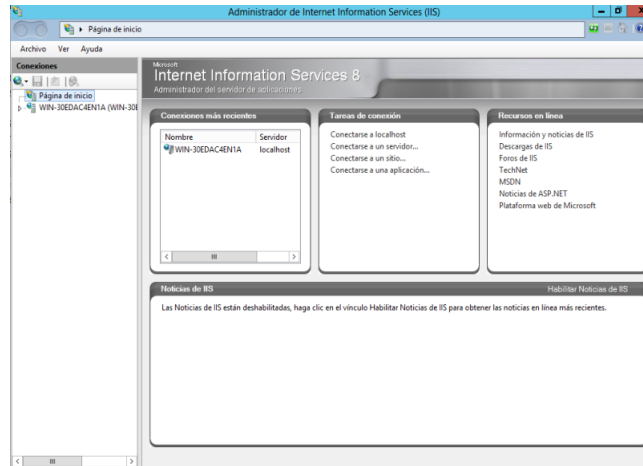 Administrador de Internet Information Services (IIS)
Página de inicio
Archivo Ver Ayuda
Conexiones
Página de inicio
WIN-30EDAC4EN1A (WIN-30E
Microsoft
Internet Information Services 8
Administrador del servidor de aplicaciones
Conexiones más recientes
Nombre Servidor
WIN-30EDAC4EN1A localhost
Tareas de conexión
Conectarse a localhost
Conectarse a un servidor...
Conectarse a un sitio...
Conectarse a una aplicación...
Recursos en línea
Información y noticias de IIS
Descargas de IIS
Foros de IIS
TechNet
MSDN
Noticias de ASP.NET
Plataforma web de Microsoft
Noticias de IIS Habilitar Noticias de IIS
Las Noticias de IIS están deshabilitadas, haga clic en el vínculo Habilitar Noticias de IIS para obtener las noticias en línea más recientes.